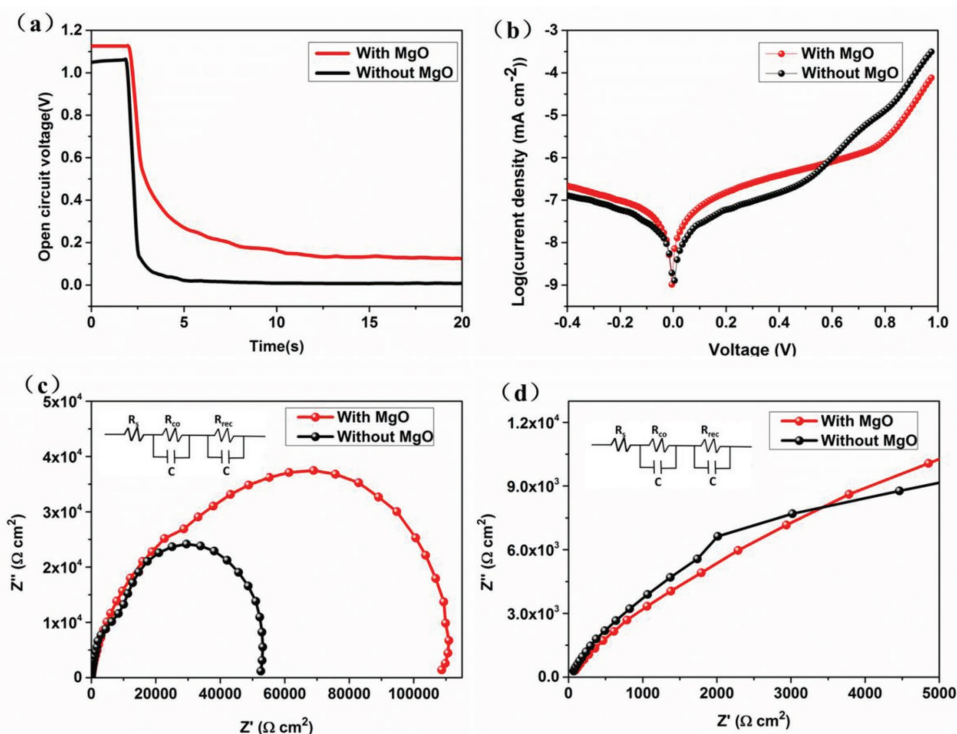 （a）
With MgO
Without MgO
1.2
1.0
0.8
0.6
0.4
0.2
0.0
0 5 10 15 20
Open circuit voltage(V)
Time(s)
（b）
With MgO
Without MgO
-3
-4
-5
-6
-7
-8
-9
-0.4 -0.2 0.0 0.2 0.4 0.6 0.8 1.0
Log(current density (mA cm⁻²))
Voltage (V)
（c）
Rs Rco Rrec
C C
With MgO
Without MgO
5x10⁴
4x10⁴
3x10⁴
2x10⁴
1x10⁴
0
0 20000 40000 60000 80000 100000
Z'' (Ω cm²)
Z' (Ω cm²)
（d）
Rs Rco Rrec
C C
With MgO
Without MgO
9.0x10³
6.0x10³
3.0x10³
0.0
0 1000 2000 3000 4000 5000
Z'' (Ω cm²)
Z' (Ω cm²)